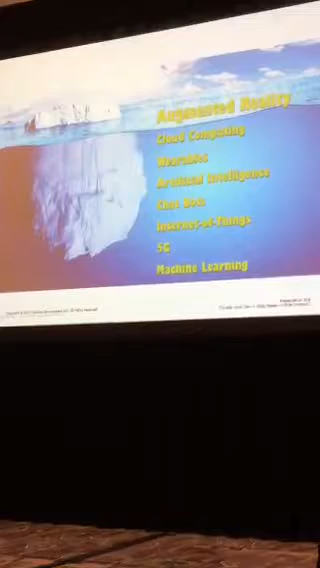 Augmented Reality
Cloud Computing
Wearables
Artificial Intelligence
Chat Bots
Internet-of-Things
5G
Machine Learning